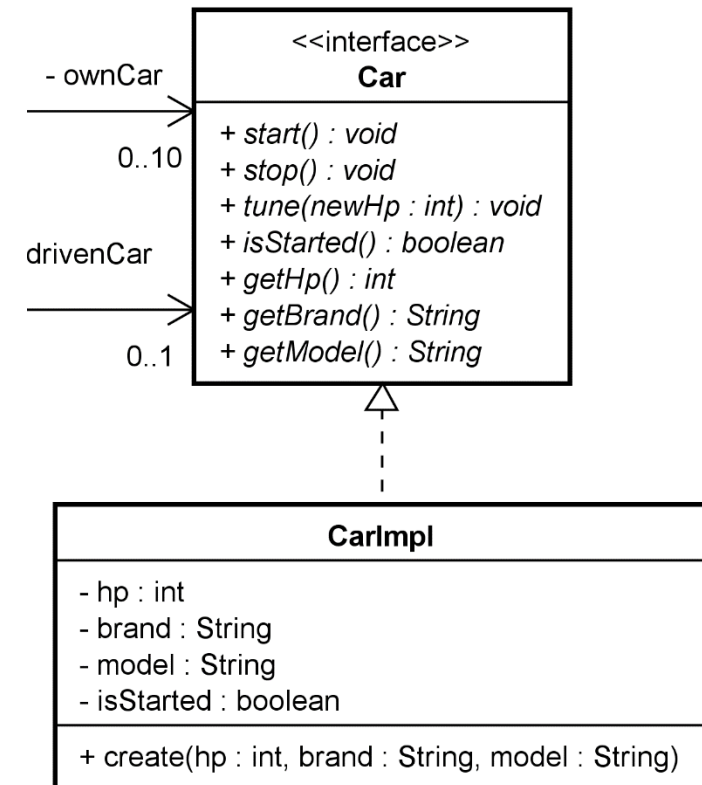 <<interface>>
Car
- ownCar
0..10
+ start() : void
+ stop() : void
+ tune(newHp : int) : void
+ isStarted() : boolean
+ getHp() : int
+ getBrand() : String
+ getModel() : String
drivenCar
0..1
CarImpl
- hp : int
- brand : String
- model : String
- isStarted : boolean
+ create(hp : int, brand : String, model : String)